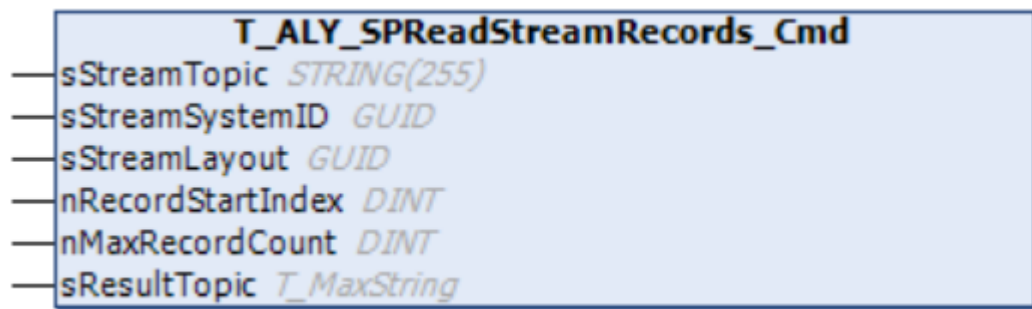 T_ALY_SPReadStreamRecords_Cmd
sStreamTopic STRING(255)
sStreamSystemID GUID
sStreamLayout GUID
nRecordStartIndex DINT
nMaxRecordCount DINT
sResultTopic T_MaxString